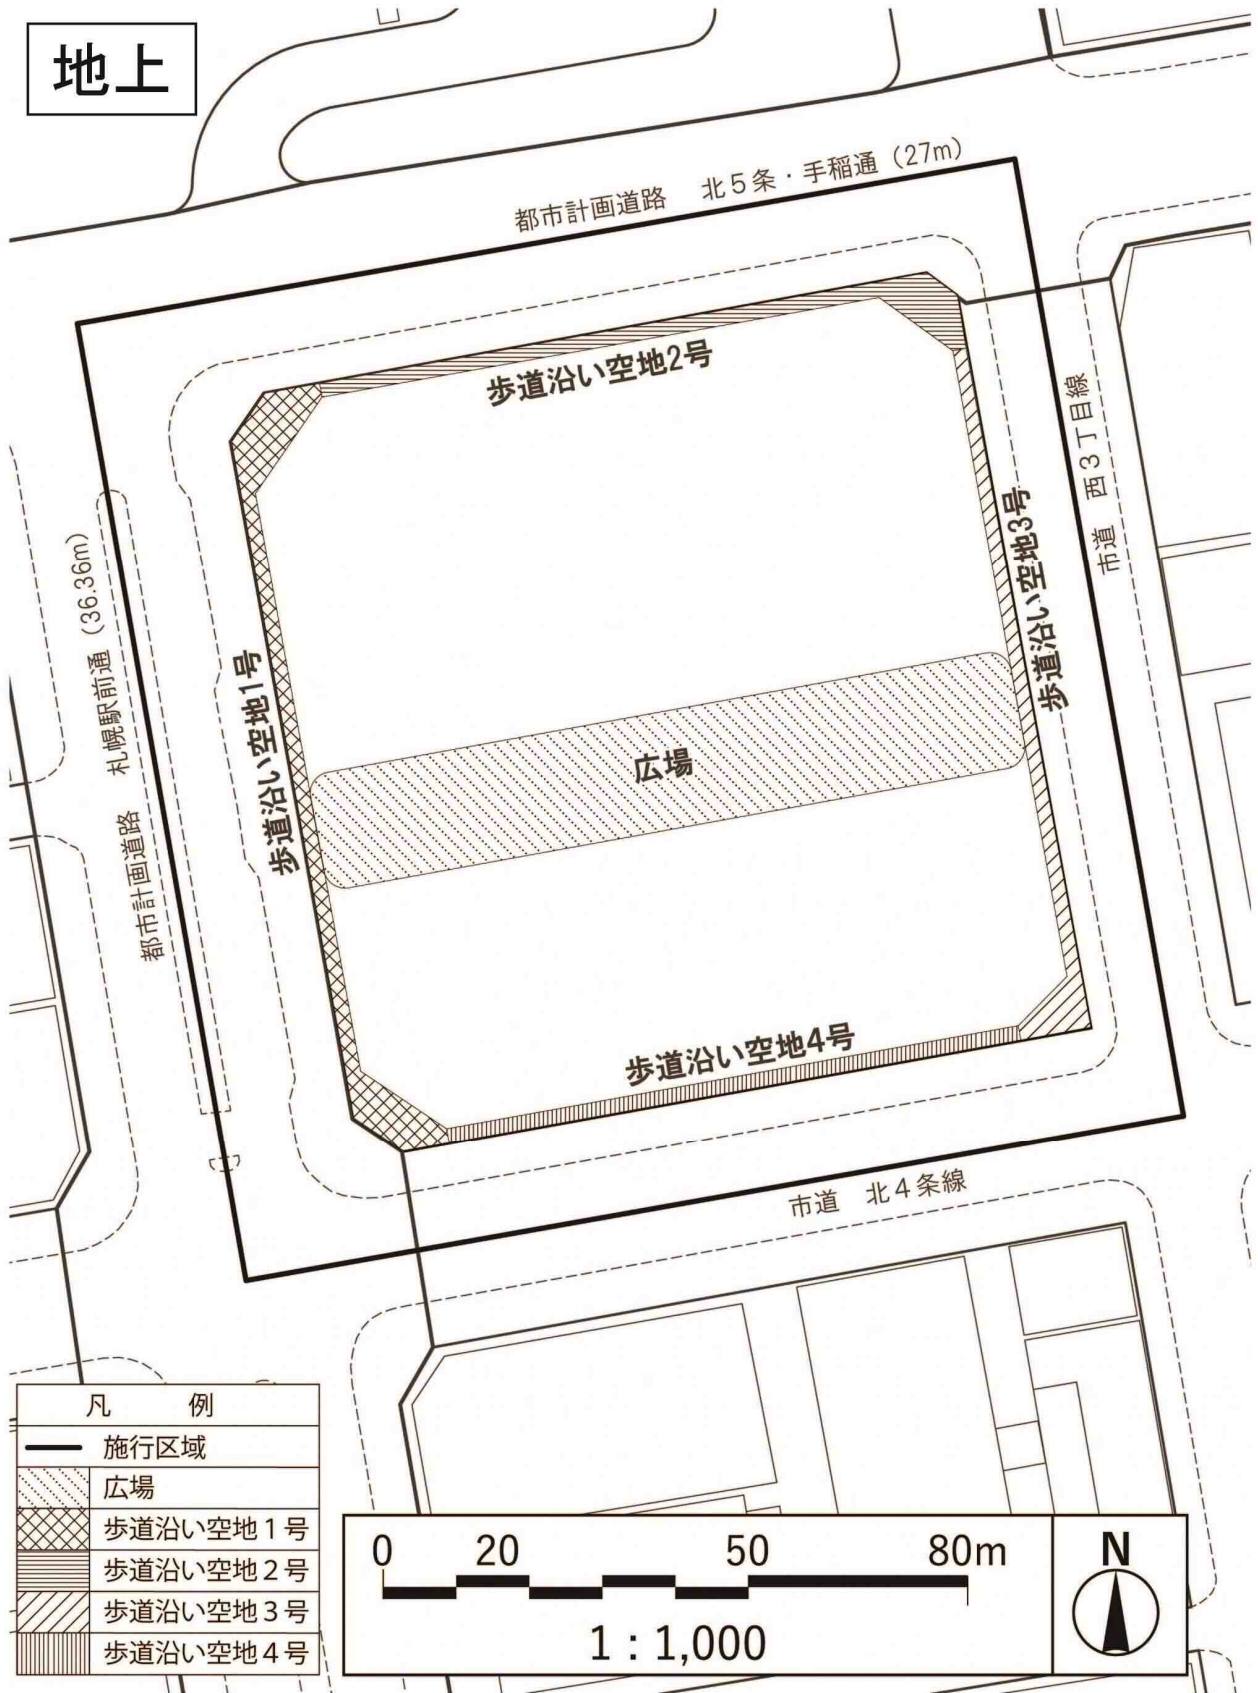 地上
都市計画道路　北５条・手稲通（27m）
歩道沿い空地2号
市道　西３丁目線
歩道沿い空地3号
都市計画道路　札幌駅前通（36.36m）
歩道沿い空地1号
広場
歩道沿い空地4号
市道　北４条線
凡　例
施行区域
広場
歩道沿い空地１号
歩道沿い空地２号
歩道沿い空地３号
歩道沿い空地４号
0 20 50 80m
1：1,000
N